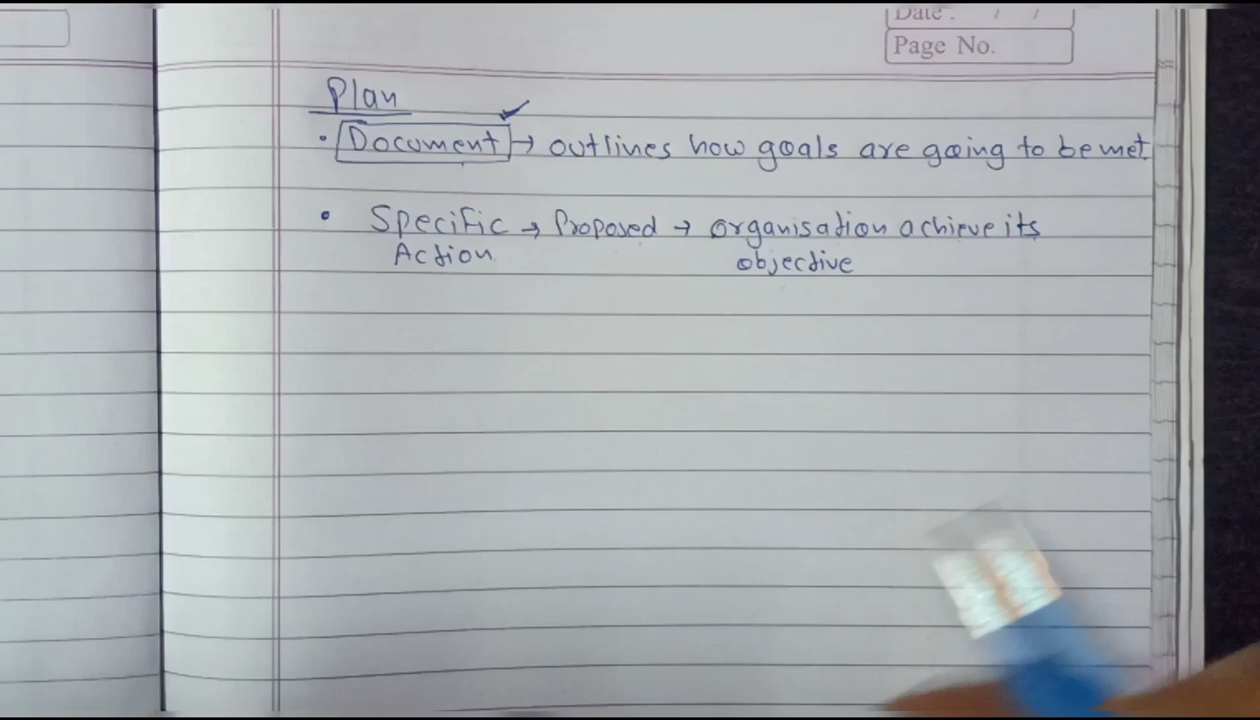 Date : / /
Page No.
Plan
• Document → outlines how goals are going to be met
• Specific → Proposed → organisation achieve its
Action objective